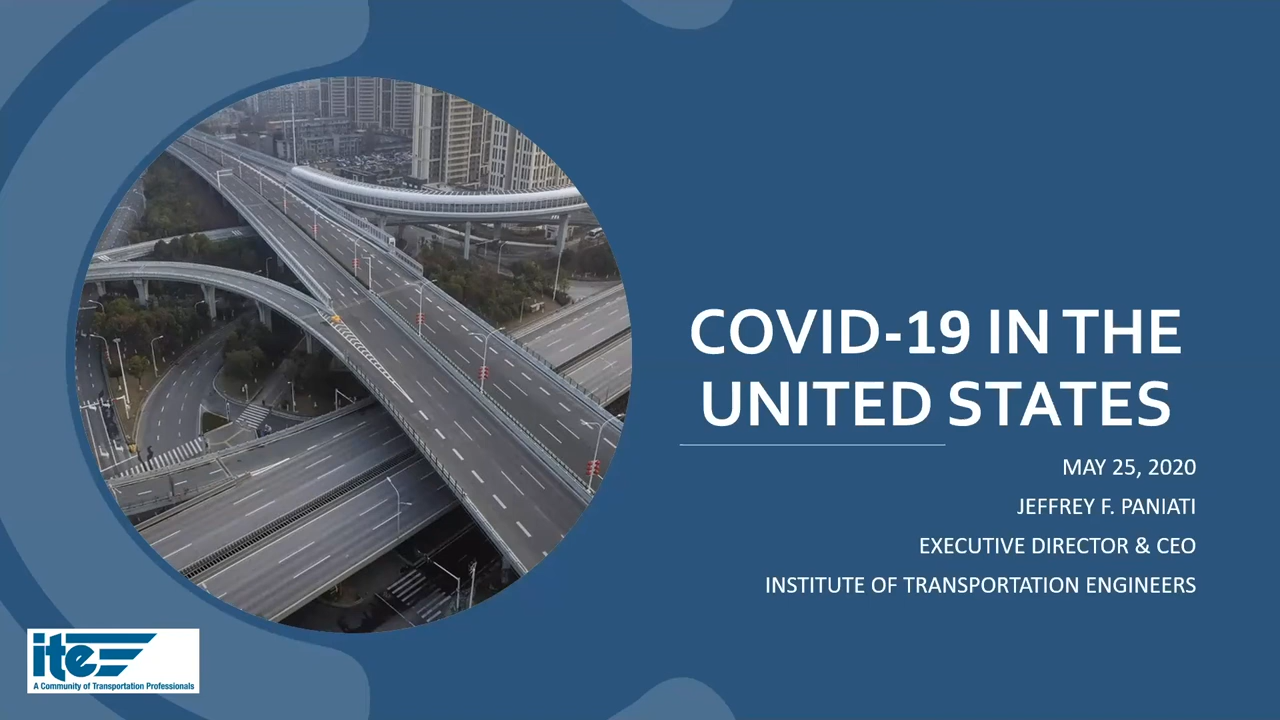 COVID-19 IN THE
UNITED STATES
MAY 25, 2020
JEFFREY F. PANIATI
EXECUTIVE DIRECTOR & CEO
INSTITUTE OF TRANSPORTATION ENGINEERS
ite
A Community of Transportation Professionals